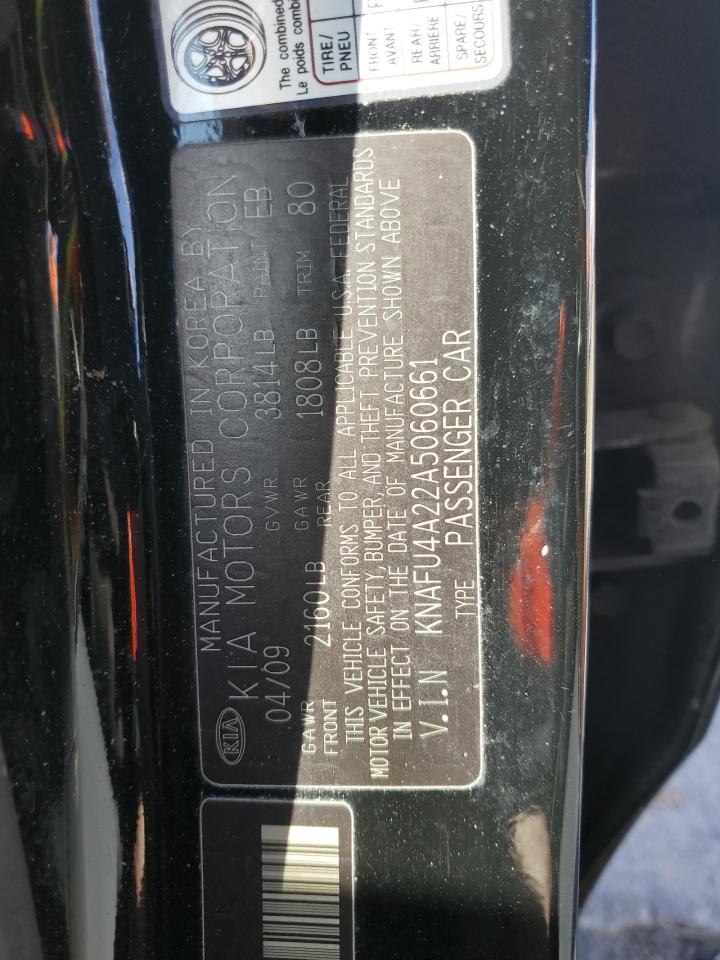 The combined
Le poids combi
TIRE/
PNEU
FRONT
AVANT
REAR/
ARRIERE
SPARE/
SECOURS
KIA
MANUFACTURED IN KOREA BY
KIA MOTORS CORPORATION
04/09 GVWR 3814LB PAINT EB
GAWR FRONT 2160LB GAWR REAR 1808LB TRIM 80
THIS VEHICLE CONFORMS TO ALL APPLICABLE U.S.A. FEDERAL
MOTOR VEHICLE SAFETY, BUMPER, AND THEFT PREVENTION STANDARDS
IN EFFECT ON THE DATE OF MANUFACTURE SHOWN ABOVE
V.I.N KNAFU4A22A5060661
TYPE PASSENGER CAR